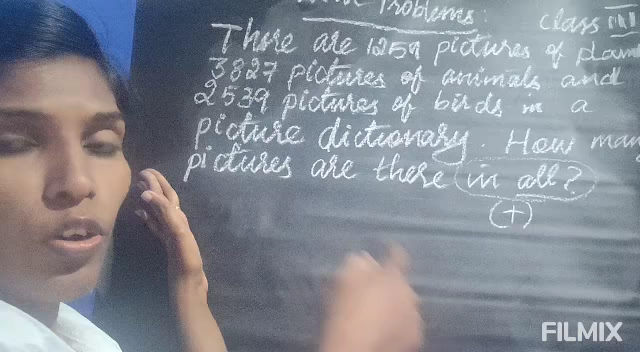 Problems: Class III
There are 1259 pictures of
3827 pictures of animals and
2539 pictures of birds in a
picture dictionary. How many
pictures are there in all?
(+)
FILMIX